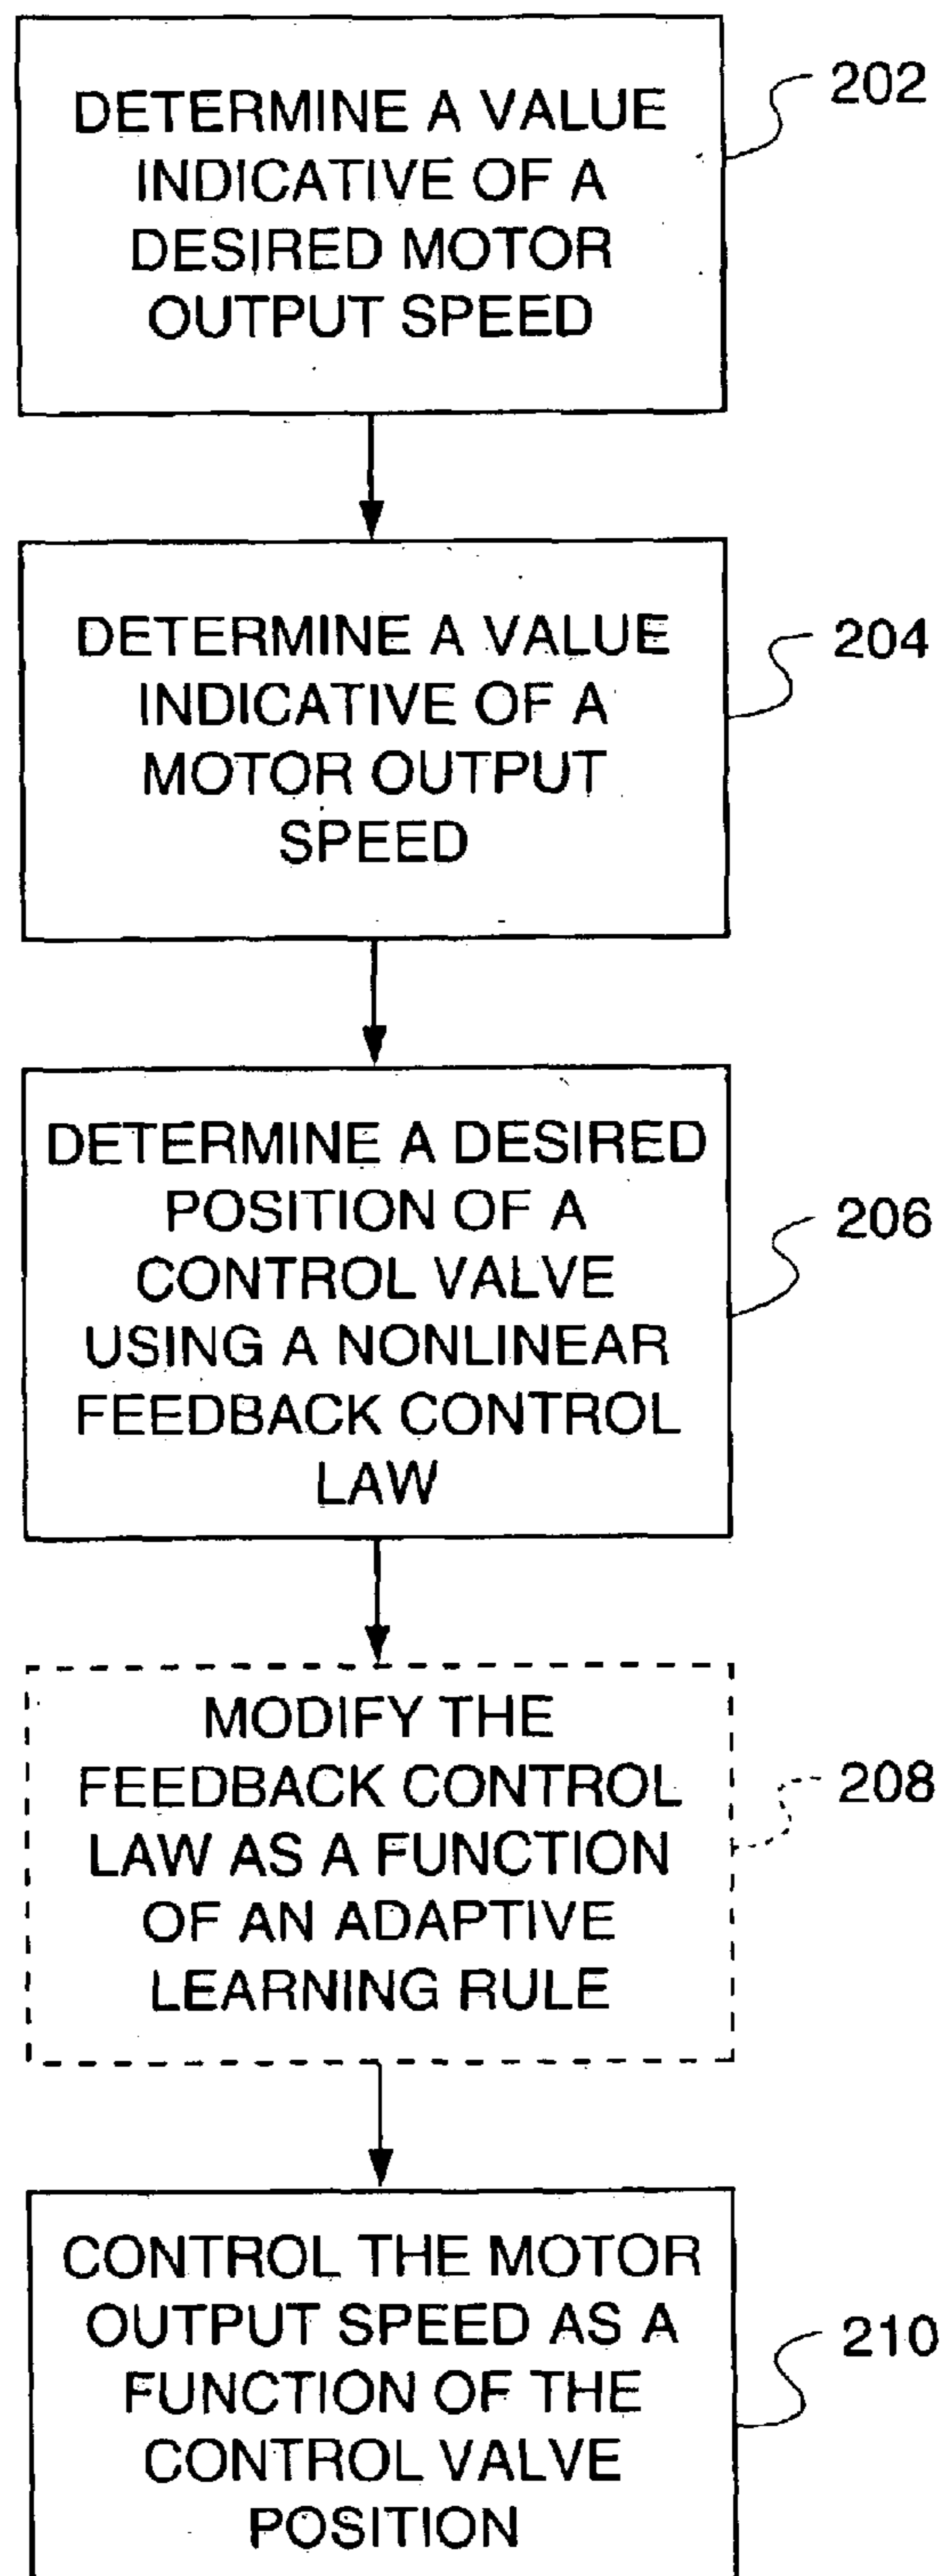 DETERMINE A VALUE
INDICATIVE OF A
DESIRED MOTOR
OUTPUT SPEED
202
DETERMINE A VALUE
INDICATIVE OF A
MOTOR OUTPUT
SPEED
204
DETERMINE A DESIRED
POSITION OF A
CONTROL VALVE
USING A NONLINEAR
FEEDBACK CONTROL
LAW
206
MODIFY THE
FEEDBACK CONTROL
LAW AS A FUNCTION
OF AN ADAPTIVE
LEARNING RULE
208
CONTROL THE MOTOR
OUTPUT SPEED AS A
FUNCTION OF THE
CONTROL VALVE
POSITION
210